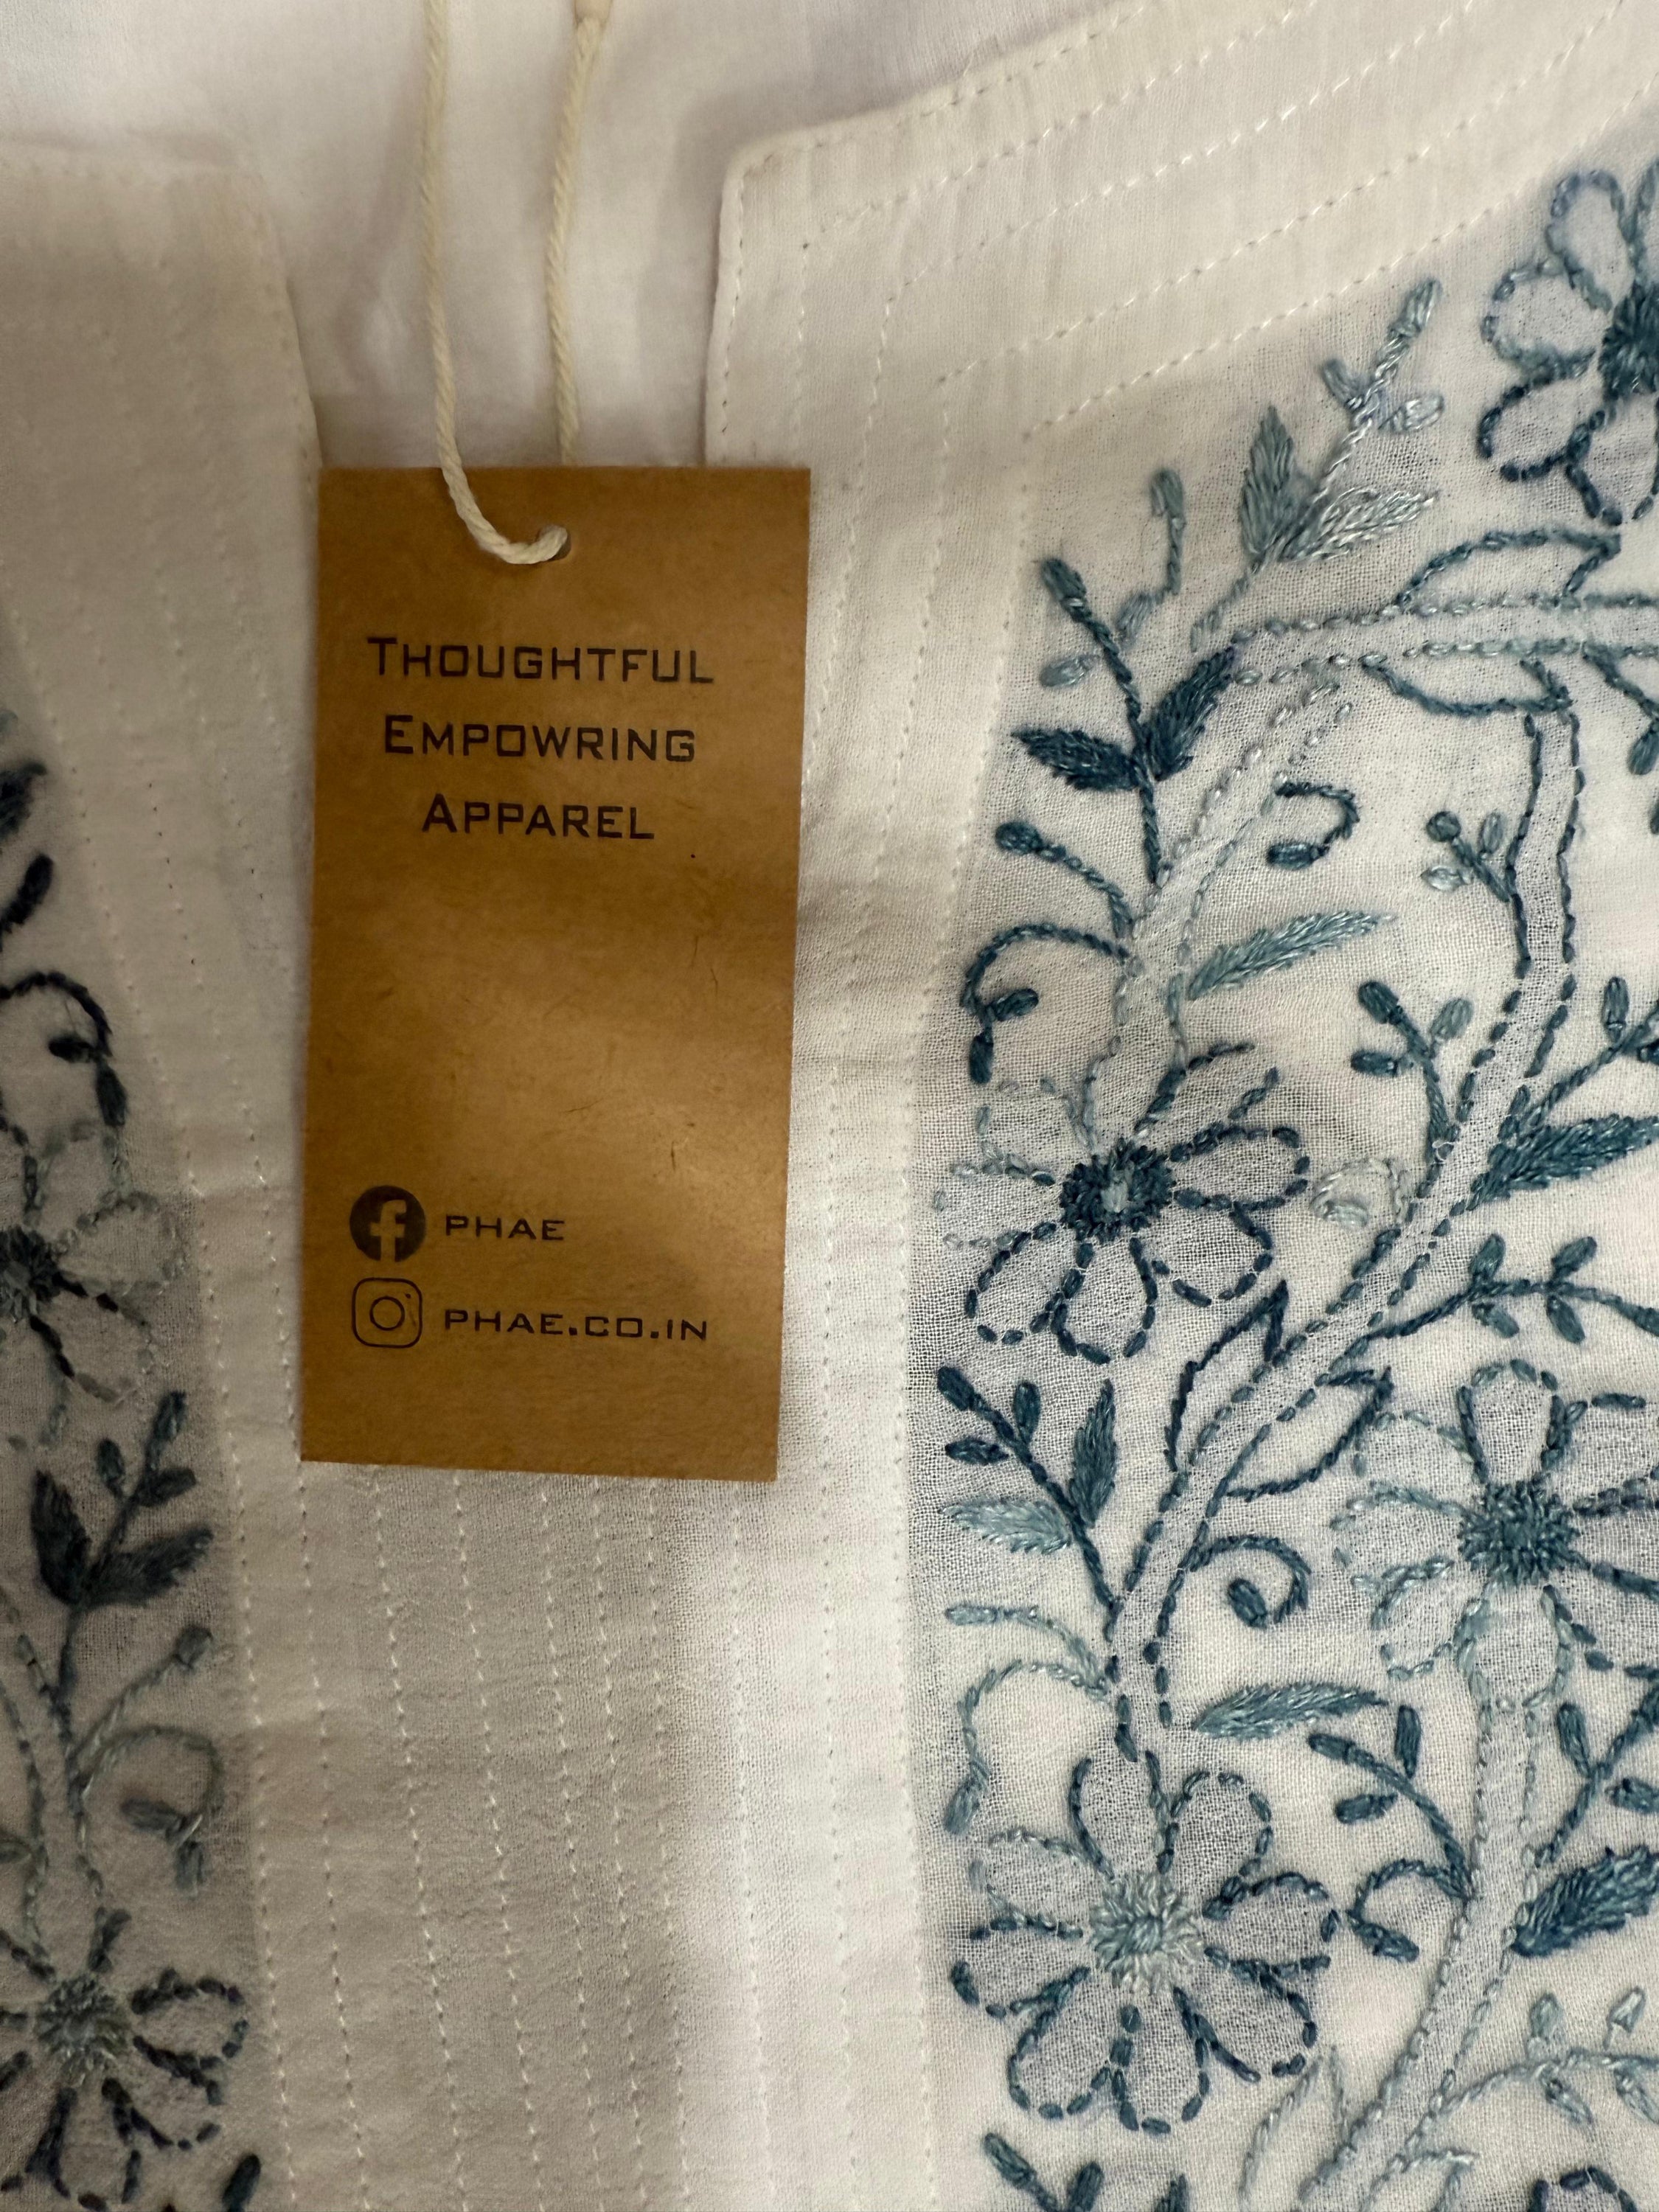 THOUGHTFUL
EMPOWRING
APPAREL
PHAE
PHAE.CO.IN